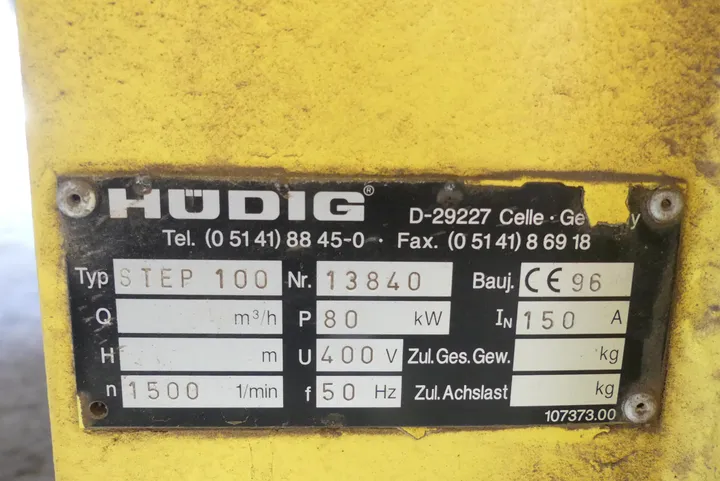 HÜDIG®
D-29227 Celle · Ge y
Tel. (0 51 41) 88 45-0 · Fax. (0 51 41) 8 69 18
Typ STEP 100 Nr. 13840 Bauj. CE 96
Q m³/h P 80 kW IN 150 A
H m U 400 V Zul. Ges. Gew. kg
n 1500 1/min f 50 Hz Zul. Achslast kg
107373.00